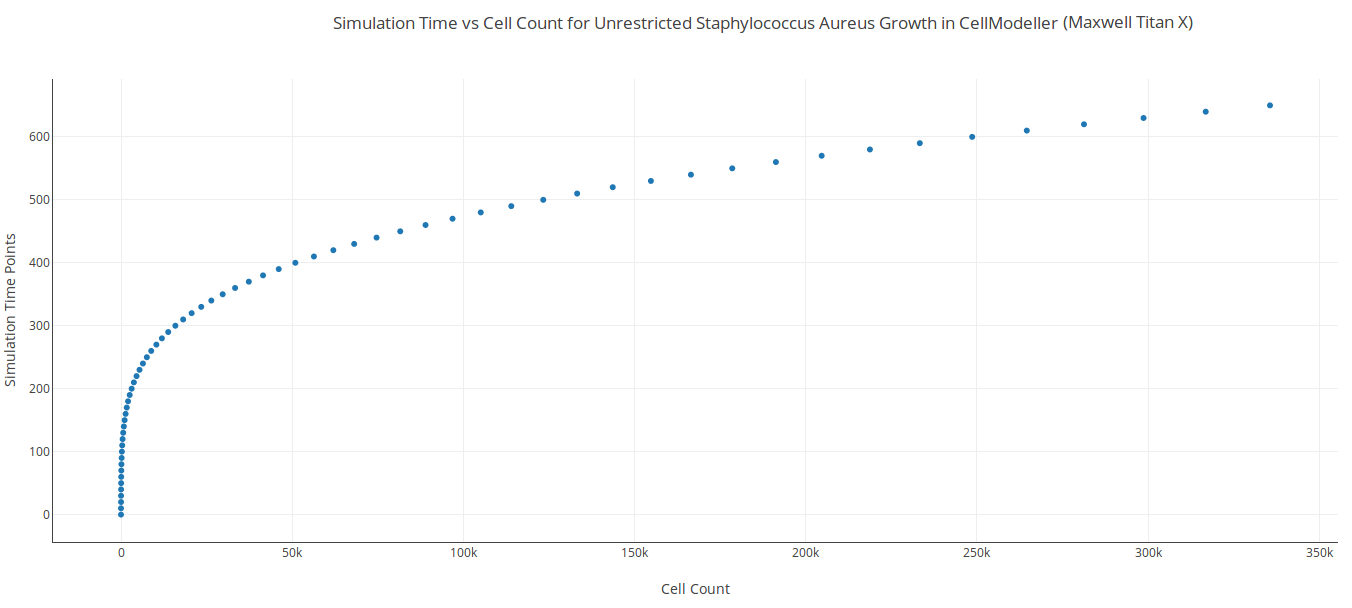 Simulation Time vs Cell Count for Unrestricted Staphylococcus Aureus Growth in CellModeller (Maxwell Titan X)
Simulation Time Points
600
500
400
300
200
100
0
0 50k 100k 150k 200k 250k 300k 350k
Cell Count